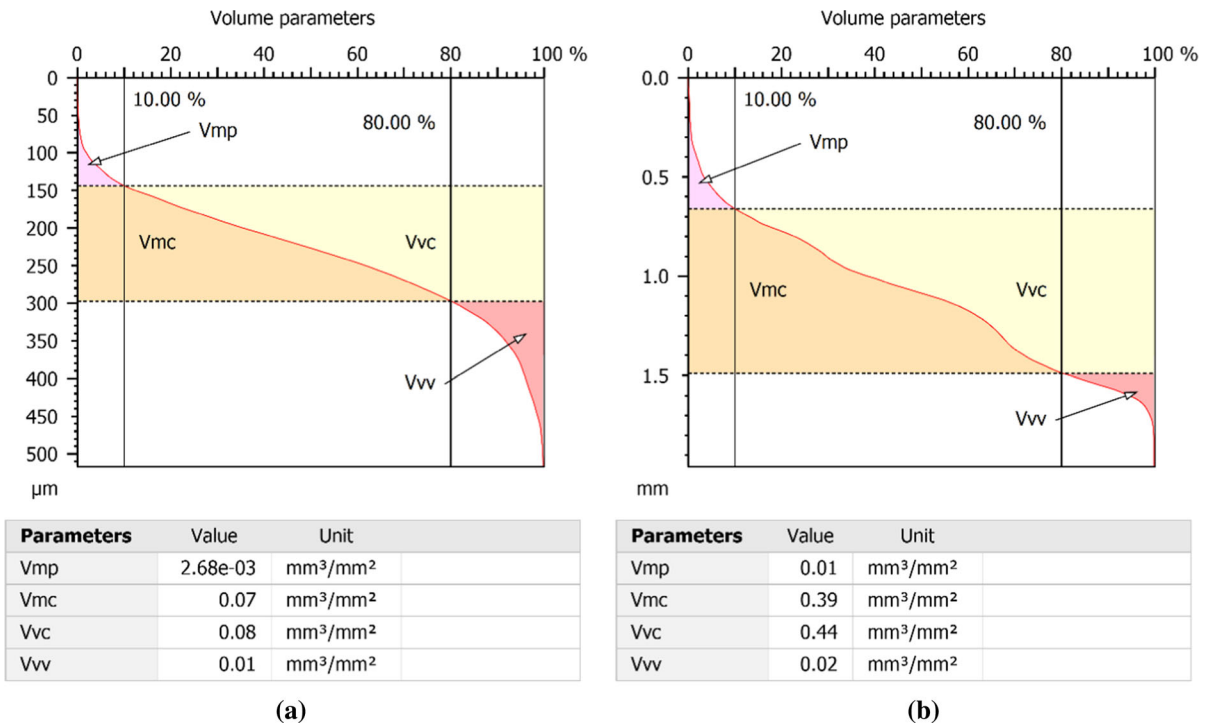 Volume parameters
0 20 40 60 80 100 %
0
50
100
150
200
250
300
350
400
450
500
µm
10.00 %
80.00 %
Vmp
Vmc
Vvc
Vvv
Parameters Value Unit
Vmp 2.68e-03 mm³/mm²
Vmc 0.07 mm³/mm²
Vvc 0.08 mm³/mm²
Vvv 0.01 mm³/mm²
(a)
Volume parameters
0 20 40 60 80 100 %
0.0
0.5
1.0
1.5
mm
10.00 %
80.00 %
Vmp
Vmc
Vvc
Vvv
Parameters Value Unit
Vmp 0.01 mm³/mm²
Vmc 0.39 mm³/mm²
Vvc 0.44 mm³/mm²
Vvv 0.02 mm³/mm²
(b)